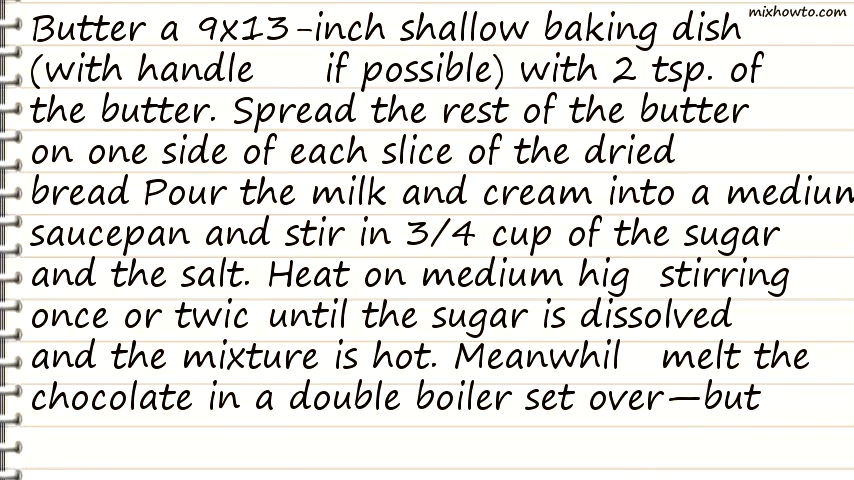 mixhowto.com
Butter a 9x13-inch shallow baking dish
(with handle if possible) with 2 tsp. of
the butter. Spread the rest of the butter
on one side of each slice of the dried
bread Pour the milk and cream into a medium
saucepan and stir in 3/4 cup of the sugar
and the salt. Heat on medium hig stirring
once or twic until the sugar is dissolved
and the mixture is hot. Meanwhil melt the
chocolate in a double boiler set over—but